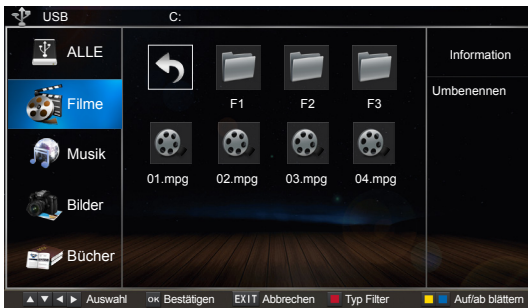 USB C:
ALLE
Filme
Musik
Bilder
Bücher
F1 F2 F3
01.mpg 02.mpg 03.mpg 04.mpg
Information
Umbenennen
Auswahl OK Bestätigen EXIT Abbrechen Typ Filter Auf/ab blättern